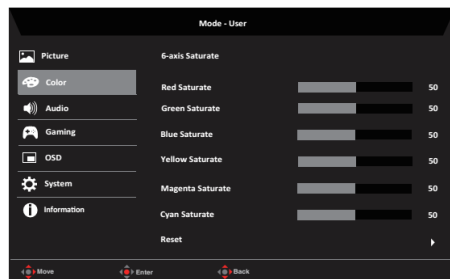 Mode - User
Picture
Color
Audio
Gaming
OSD
System
Information
6-axis Saturate
Red Saturate 50
Green Saturate 50
Blue Saturate 50
Yellow Saturate 50
Magenta Saturate 50
Cyan Saturate 50
Reset
Move Enter Back